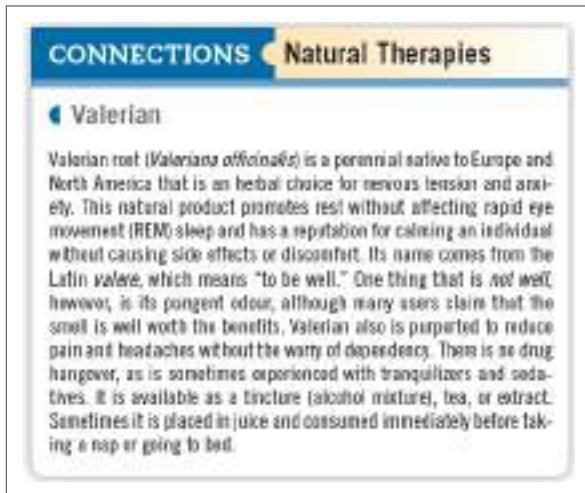 CONNECTIONS Natural Therapies
Valerian
Valerian root (Valeriana officinalis) is a perennial native to Europe and
North America that is an herbal choice for nervous tension and anxi-
ety. This natural product promotes rest without affecting rapid eye
movement (REM) sleep and has a reputation for calming an individual
without causing side effects or discomfort. Its name comes from the
Latin valere, which means "to be well." One thing that is not well,
however, is its pungent odour, although many users claim that the
smell is well worth the benefits. Valerian also is purported to reduce
pain and headaches without the worry of dependency. There is no drug
hangover, as is sometimes experienced with tranquilizers and seda-
tives. It is available as a tincture (alcohol mixture), tea, or extract.
Sometimes it is placed in juice and consumed immediately before tak-
ing a nap or going to bed.